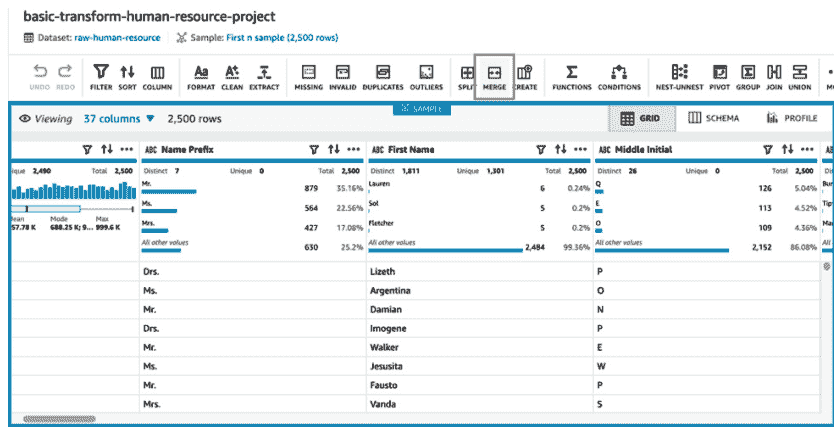 basic-transform-human-resource-project
Dataset: raw-human-resource Sample: First n sample (2,500 rows)
UNDO REDO FILTER SORT COLUMN FORMAT CLEAN EXTRACT MISSING INVALID DUPLICATES OUTLIERS SPLIT MERGE CREATE FUNCTIONS CONDITIONS NEST-UNNEST PIVOT GROUP JOIN UNION
SAMPLE
Viewing 37 columns 2,500 rows GRID SCHEMA PROFILE
... ABC Name Prefix ... ABC First Name ... ABC Middle Initial ...
ique 2,490 Total 2,500 Distinct 7 Unique 0 Total 2,500 Distinct 1,811 Unique 1,301 Total 2,500 Distinct 26 Unique 0 Total 2,500
Mr. 879 35.16% Lauren 6 0.24% Q 126 5.04%
Ms. 564 22.56% Sol 5 0.2% E 113 4.52%
Mean Mode Max Mrs. 427 17.08% Fletcher 5 0.2% O 109 4.36%
57.78 K 688.25 K; 9... 999.6 K
All other values 630 25.2% All other values 2,484 99.36% All other values 2,152 86.08%
Drs. Lizeth P
Ms. Argentina O
Mr. Damian N
Drs. Imogene P
Mr. Walker E
Ms. Jesusita W
Mr. Fausto P
Mrs. Vanda S